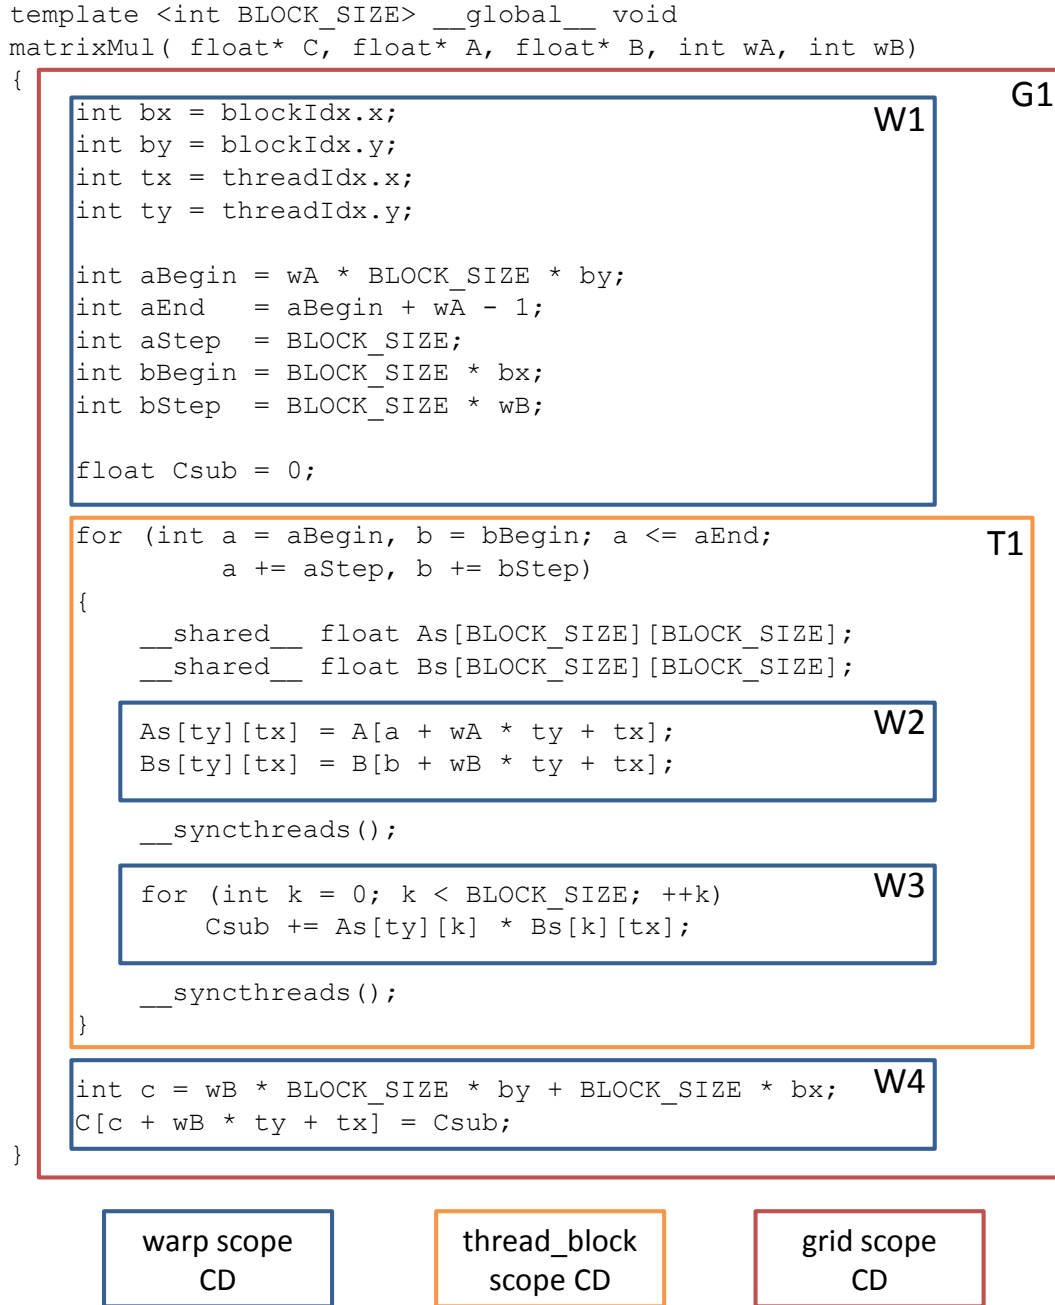 template <int BLOCK_SIZE> __global__ void
matrixMul( float* C, float* A, float* B, int wA, int wB)
{
G1
int bx = blockIdx.x;
W1
int by = blockIdx.y;
int tx = threadIdx.x;
int ty = threadIdx.y;
int aBegin = wA * BLOCK_SIZE * by;
int aEnd   = aBegin + wA - 1;
int aStep  = BLOCK_SIZE;
int bBegin = BLOCK_SIZE * bx;
int bStep  = BLOCK_SIZE * wB;
float Csub = 0;
for (int a = aBegin, b = bBegin; a <= aEnd;
T1
a += aStep, b += bStep)
{
__shared__ float As[BLOCK_SIZE][BLOCK_SIZE];
__shared__ float Bs[BLOCK_SIZE][BLOCK_SIZE];
W2
As[ty][tx] = A[a + wA * ty + tx];
Bs[ty][tx] = B[b + wB * ty + tx];
__syncthreads();
W3
for (int k = 0; k < BLOCK_SIZE; ++k)
Csub += As[ty][k] * Bs[k][tx];
__syncthreads();
}
int c = wB * BLOCK_SIZE * by + BLOCK_SIZE * bx;
W4
C[c + wB * ty + tx] = Csub;
}
warp scope
CD
thread_block
scope CD
grid scope
CD